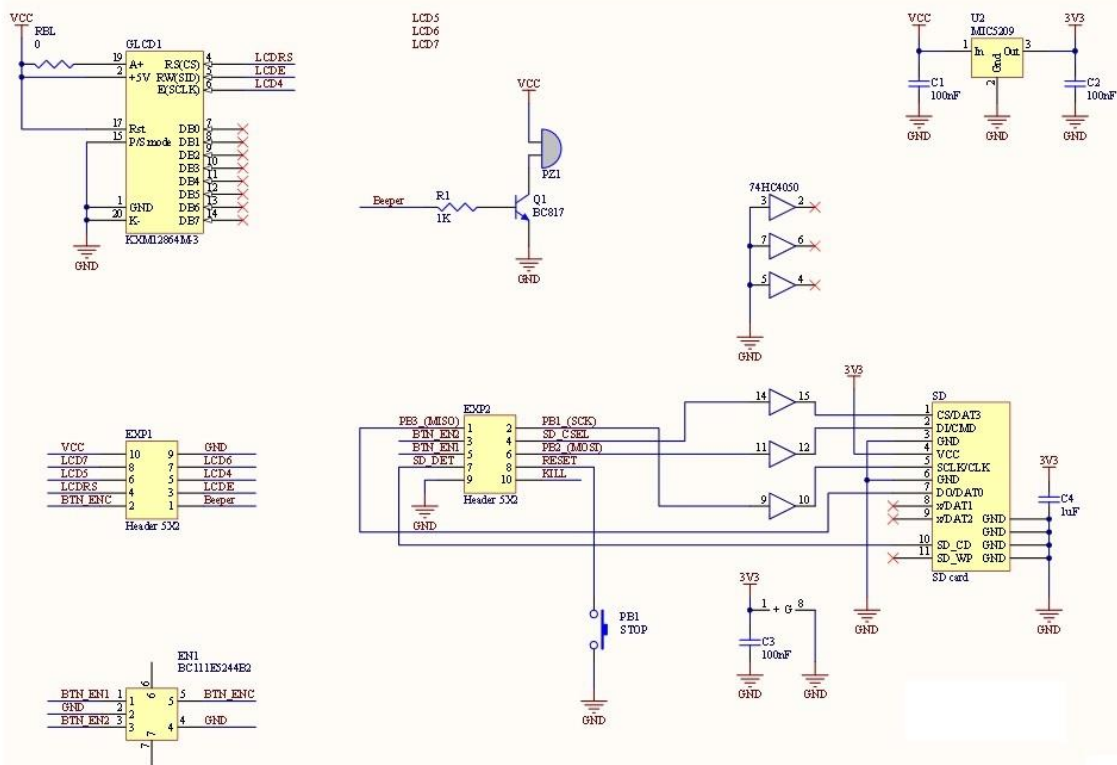 VCC
RBL
0
GLCD1
19 A+ RS(CS) 4 LCDRS
2 +5V RW(SID) 5 LCDE
E(SCLK) 6 LCD4
17 Rst DB0 7
15 P/S mode DB1 8
DB2 9
DB3 10
DB4 11
DB5 12
1 GND DB6 13
20 K- DB7 14
KXM12864M-3
GND
LCD5
LCD6
LCD7
VCC
PZ1
Beeper
R1
1K
Q1
BC817
GND
VCC
U2
MIC5209
3V3
1 In Out 3
Gnd
2
C1
100nF
C2
100nF
GND
GND
GND
74HC4050
3 2
7 6
5 4
GND
EXP1
VCC 10 9 GND
LCD7 8 7 LCD6
LCD5 6 5 LCD4
LCDRS 4 3 LCDE
BTN_ENC 2 1 Beeper
Header 5X2
EXP2
PB3_(MISO) 1 2 PB1_(SCK)
BTN_EN2 3 4 SD_CSEL
BTN_EN1 5 6 PB2_(MOSI)
SD_DET 7 8 RESET
9 10 KILL
Header 5X2
GND
14 15
11 12
9 10
3V3
SD
1 CS/DAT3
2 DI/CMD
3 GND
4 VCC
5 SCLK/CLK
6 GND
7 DO/DAT0
8 x/DAT1
9 x/DAT2 GND
GND
10 SD_CD GND
11 SD_WP GND
SD card
3V3
C4
1uF
GND
GND
PB1
STOP
GND
3V3
1 + G 8
C3
100nF
GND
GND
EN1
BC111E5244B2
6
6
BTN_EN1 1 1 5 5 BTN_ENC
GND 2 2
BTN_EN2 3 3 4 4 GND
7
7